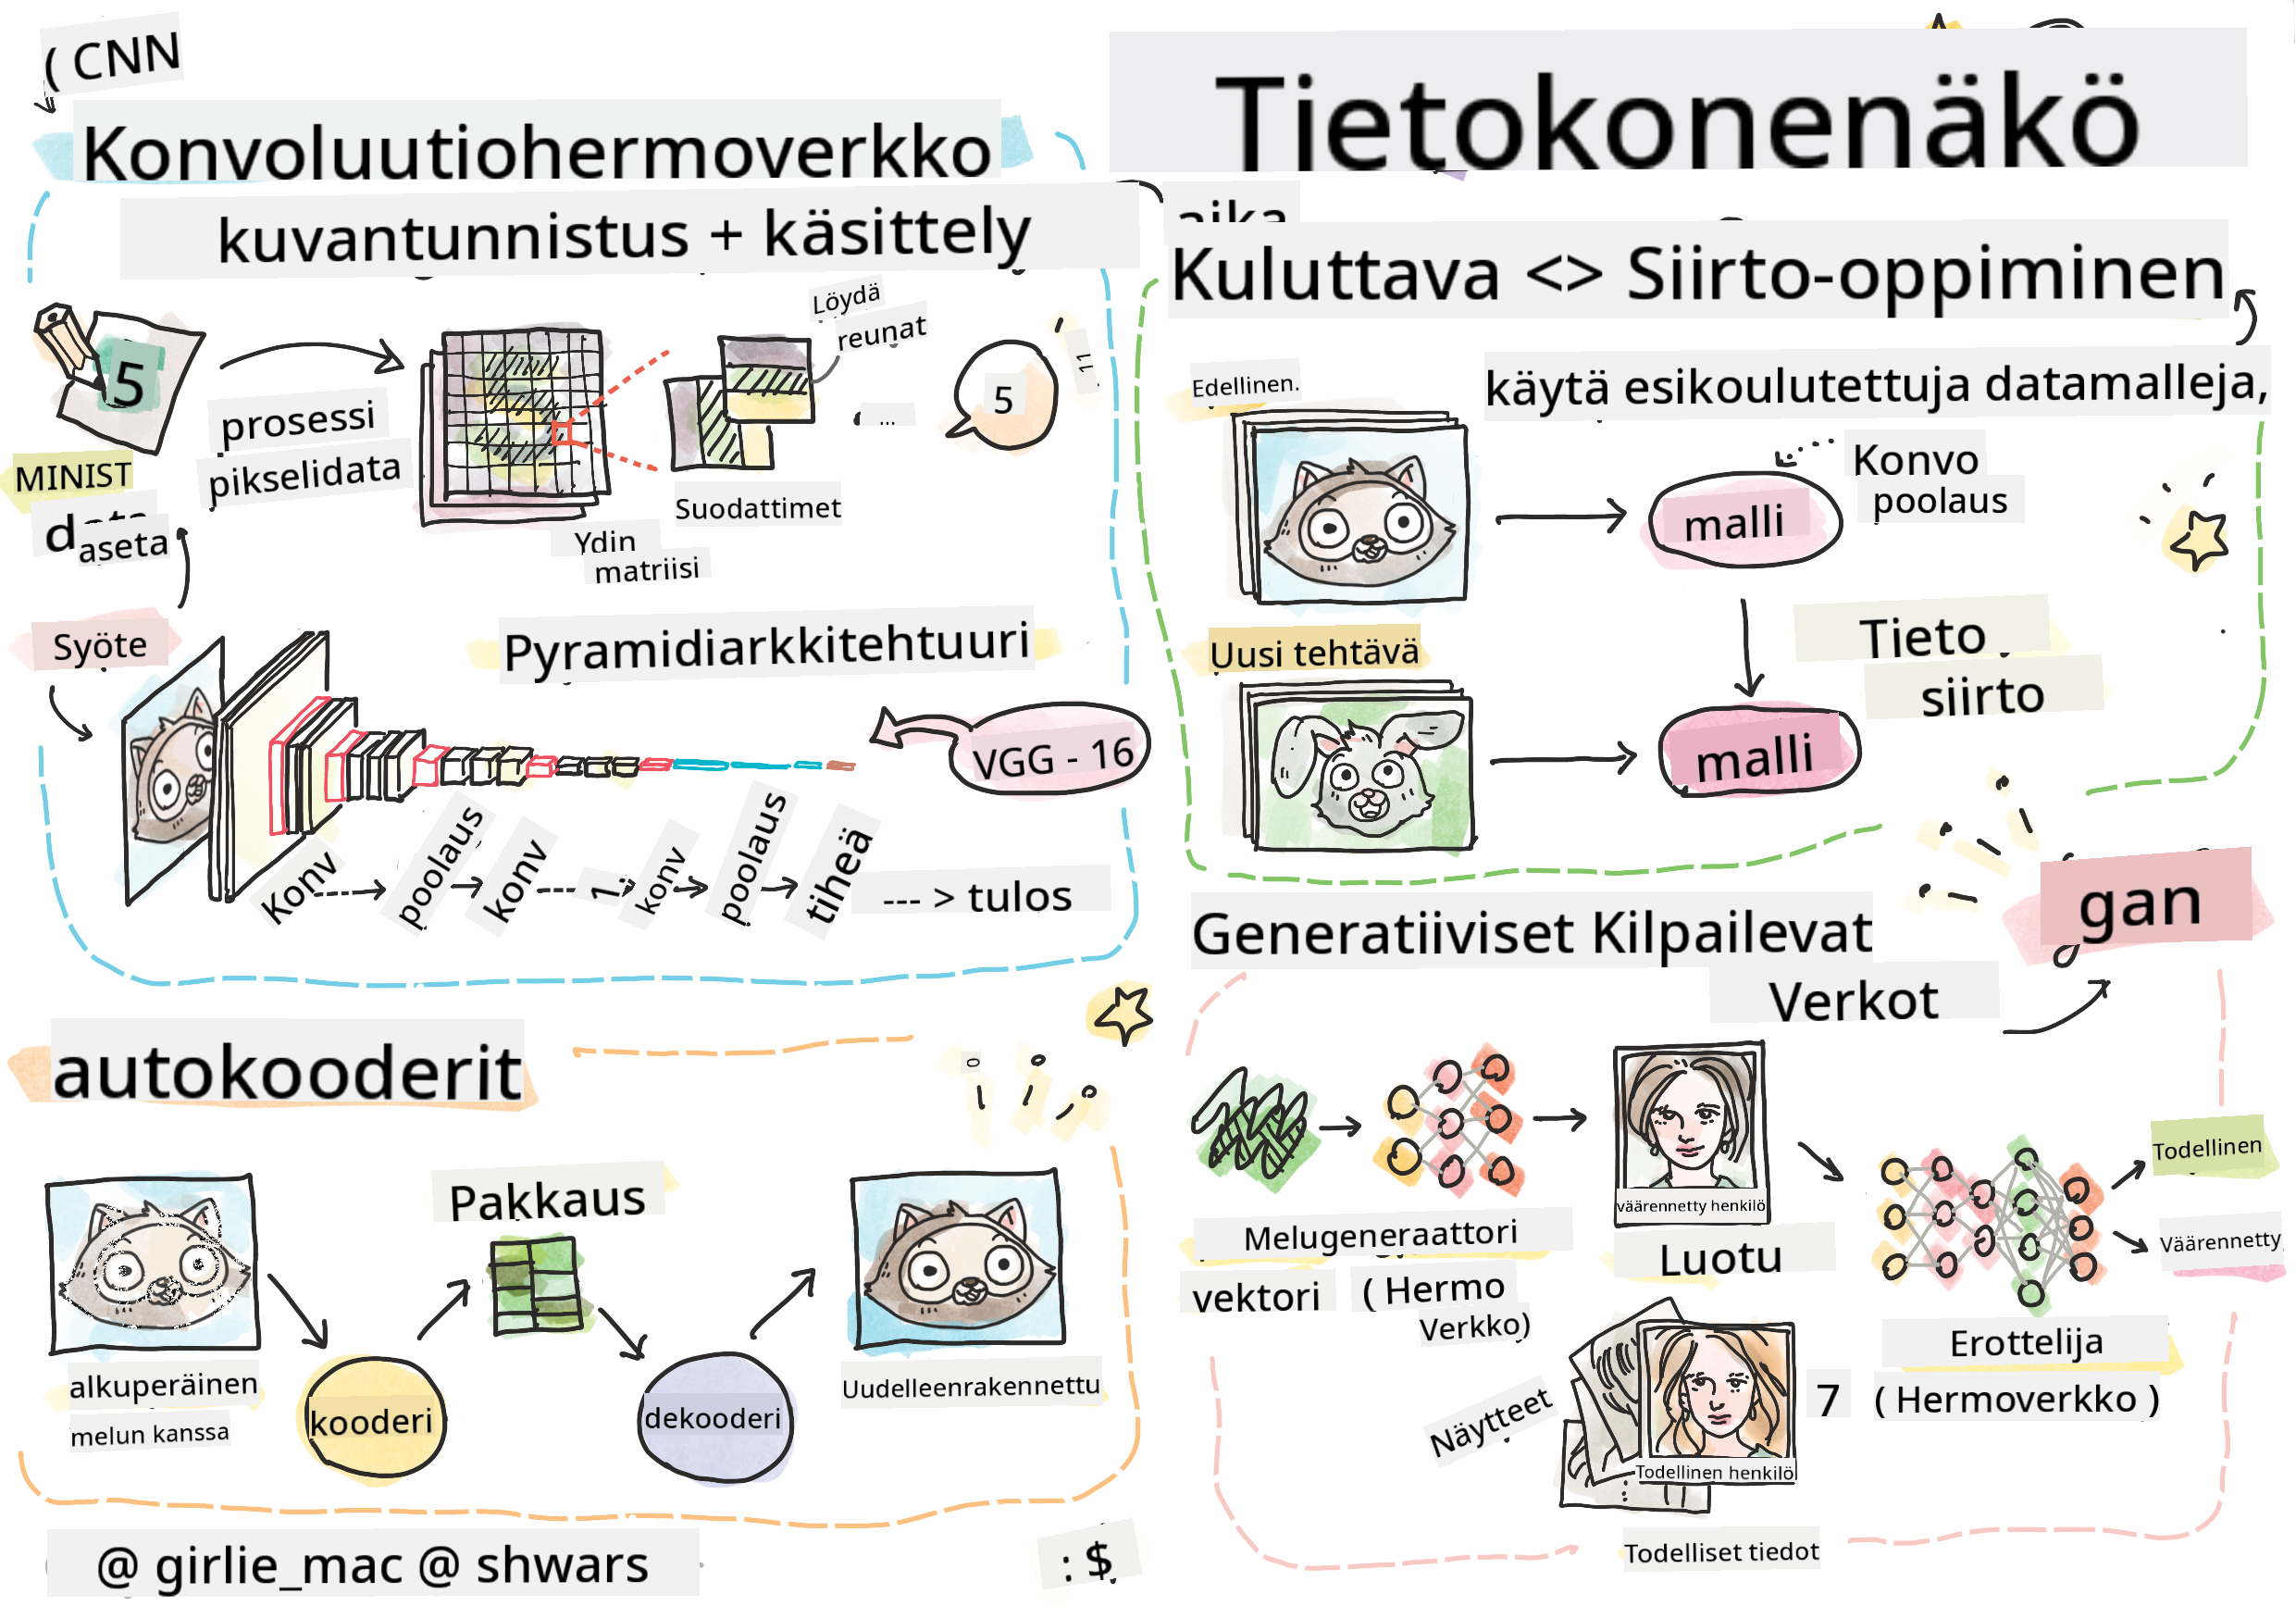 ( CNN
Konvoluutiohermoverkko
kuvantunnistus + käsittely
Löydä
reunat
5
prosessi
pikselidata
...
5
MINIST
data
aseta
Suodattimet
Ydin
matriisi
Syöte
Pyramidiarkkitehtuuri
VGG - 16
Konv
poolaus
konv
konv
poolaus
tiheä
--- > tulos
Tietokonenäkö
aika
Kuluttava <> Siirto-oppiminen
Edellinen.
käytä esikoulutettuja datamalleja,
Konvo
poolaus
malli
Uusi tehtävä
Tieto
siirto
malli
autokooderit
Pakkaus
alkuperäinen
melun kanssa
kooderi
dekooderi
Uudelleenrakennettu
@ girlie_mac @ shwars
: $
gan
Generatiiviset Kilpailevat
Verkot
Todellinen
väärennetty henkilö
Melugeneraattori
Luotu
Väärennetty
vektori
( Hermo
Verkko)
Erottelija
7
( Hermoverkko )
Näytteet
Todellinen henkilö
Todelliset tiedot